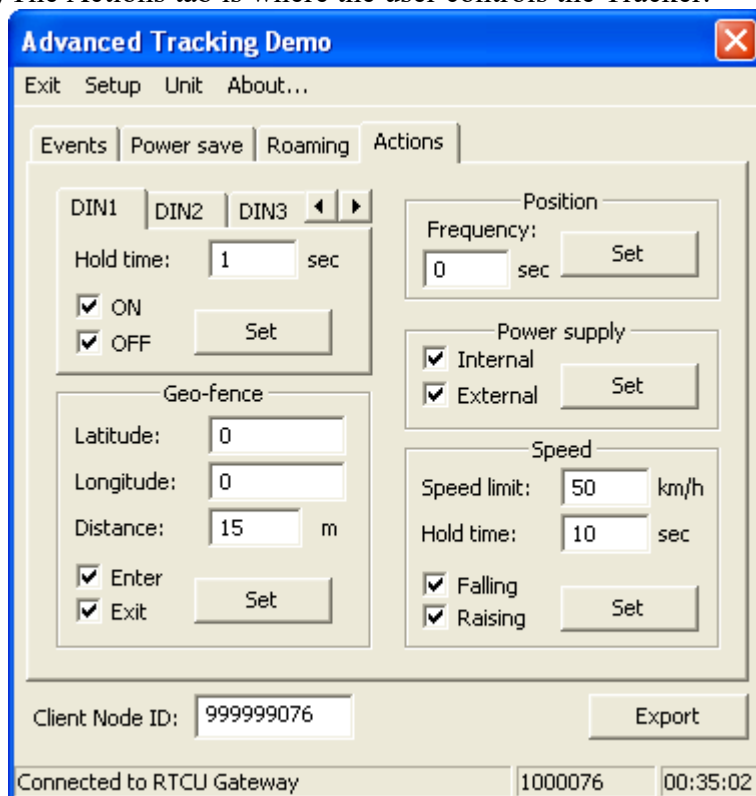 The Actions tab is where the user controls the Tracker.
Advanced Tracking Demo
Exit Setup Unit About...
Events Power save Roaming Actions
DIN1 DIN2 DIN3
Hold time: 1 sec
ON
OFF
Set
Position
Frequency:
0 sec
Set
Power supply
Internal
External
Set
Geo-fence
Latitude: 0
Longitude: 0
Distance: 15 m
Enter
Exit
Set
Speed
Speed limit: 50 km/h
Hold time: 10 sec
Falling
Raising
Set
Client Node ID: 999999076
Export
Connected to RTCU Gateway 1000076 00:35:02